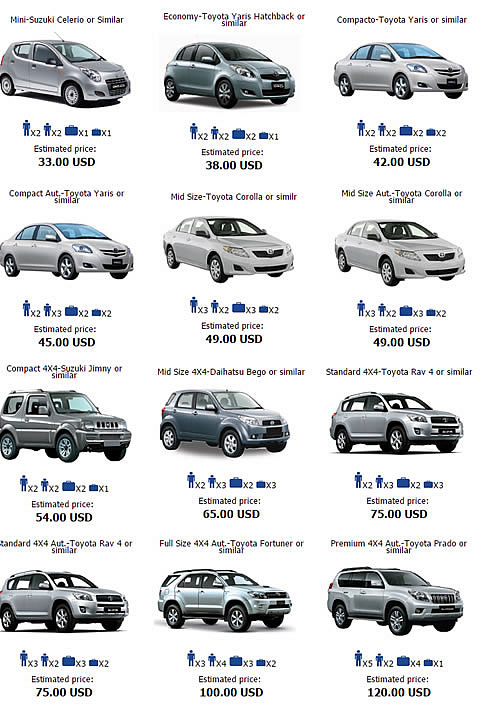 Mini-Suzuki Celerio or Similar
Economy-Toyota Yaris Hatchback or
similar
Compacto-Toyota Yaris or similar
X2 X2 X1 X1
X2 X2 X2 X1
X2 X2 X2 X2
Estimated price:
Estimated price:
Estimated price:
33.00 USD
38.00 USD
42.00 USD
Compact Aut.-Toyota Yaris or
similar
Mid Size-Toyota Corolla or similr
Mid Size Aut.-Toyota Corolla or
similar
X2 X3 X2 X2
X3 X2 X3 X2
X3 X2 X3 X2
Estimated price:
Estimated price:
Estimated price:
45.00 USD
49.00 USD
49.00 USD
Compact 4X4-Suzuki Jimny or
similar
Mid Size 4X4-Daihatsu Bego or similar
Standard 4X4-Toyota Rav 4 or similar
X2 X2 X2 X1
X2 X3 X2 X3
X2 X3 X2 X3
Estimated price:
Estimated price:
Estimated price:
54.00 USD
65.00 USD
75.00 USD
tandard 4X4 Aut.-Toyota Rav 4 or
similar
Full Size 4X4 Aut.-Toyota Fortuner or
similar
Premium 4X4 Aut.-Toyota Prado or
similar
X3 X2 X3 X2
X3 X4 X3 X2
X5 X2 X4 X1
Estimated price:
Estimated price:
Estimated price:
75.00 USD
100.00 USD
120.00 USD